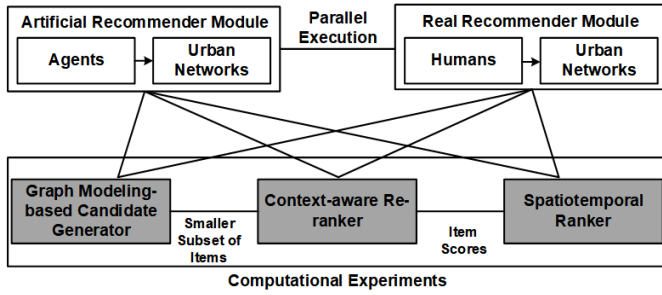 Artificial Recommender Module
Parallel
Execution
Real Recommender Module
Agents
Urban
Networks
Humans
Urban
Networks
Graph Modeling-
based Candidate
Generator
Smaller
Subset of
Items
Context-aware Re-
ranker
Item
Scores
Spatiotemporal
Ranker
Computational Experiments